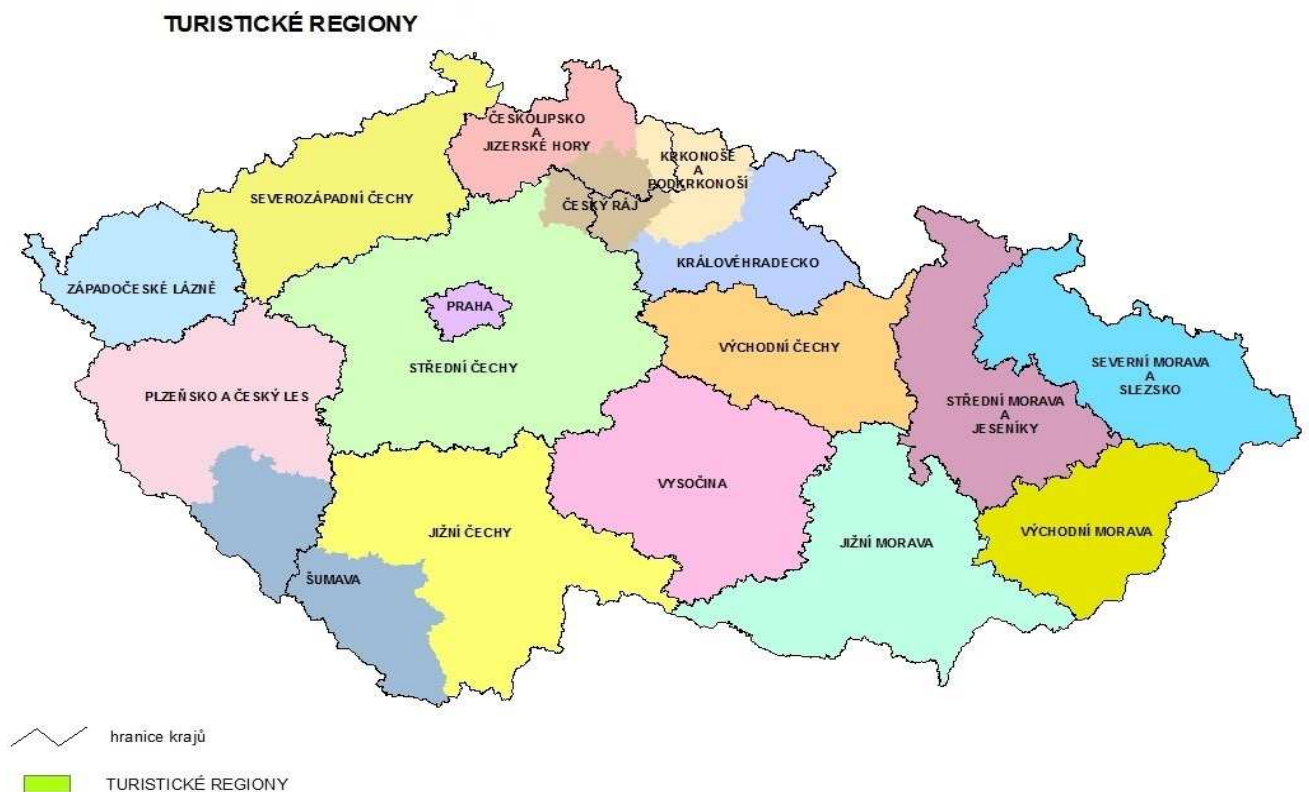 TURISTICKÉ REGIONY
ČESKOLIPSKO
A
JIZERSKÉ HORY
KRKONOŠE
A
PODKRKONOŠÍ
SEVEROZÁPADNÍ ČECHY
ČESKÝ RÁJ
KRÁLOVÉHRADECKO
ZÁPADOČESKÉ LÁZNĚ
PRAHA
STŘEDNÍ ČECHY
VÝCHODNÍ ČECHY
SEVERNÍ MORAVA
A
SLEZSKO
PLZEŇSKO A ČESKÝ LES
STŘEDNÍ MORAVA
A
JESENÍKY
VYSOČINA
JIŽNÍ ČECHY
JIŽNÍ MORAVA
VÝCHODNÍ MORAVA
ŠUMAVA
hranice krajů
TURISTICKÉ REGIONY